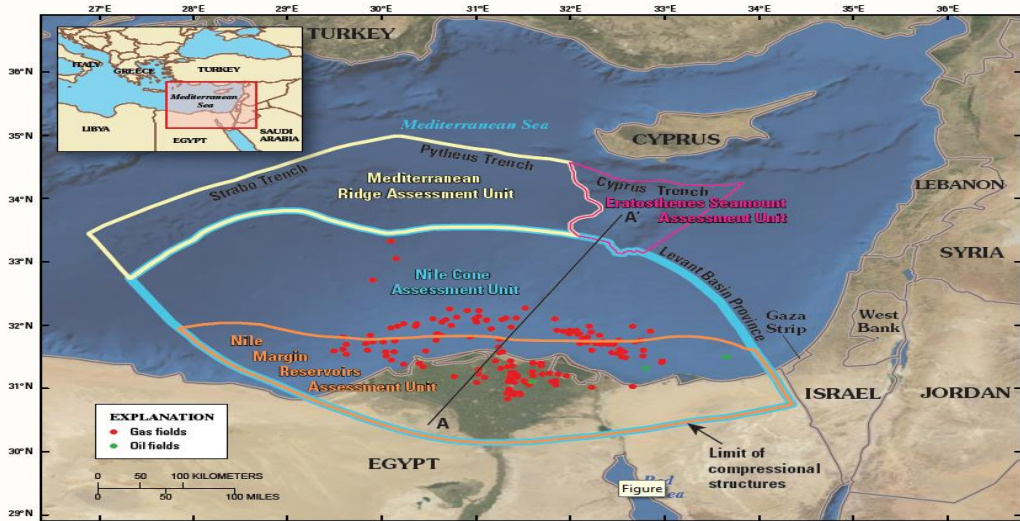 27°E
28°E
29°E
30°E
31°E
32°E
33°E
34°E
35°E
36°E
TURKEY
36°N
35°N
34°N
33°N
32°N
31°N
30°N
29°N
ITALY
GREECE
TURKEY
Mediterranean
Sea
LIBYA
EGYPT
SAUDI
ARABIA
Mediterranean Sea
CYPRUS
Strabo Trench
Pytheus Trench
Mediterranean
Ridge Assessment Unit
Cyprus Trench
Eratosthenes Seamount
Assessment Unit
A'
LEBANON
SYRIA
Levant Basin Province
Nile Cone
Assessment Unit
Gaza
Strip
West
Bank
Nile
Margin
Reservoirs
Assessment Unit
ISRAEL
JORDAN
A
EGYPT
Limit of
compressional
structures
EXPLANATION
Gas fields
Oil fields
0 50 100 KILOMETERS
0 50 100 MILES
Figure